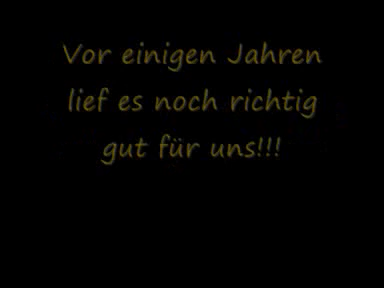 Vor einigen Jahren
lief es noch richtig
gut für uns!!!